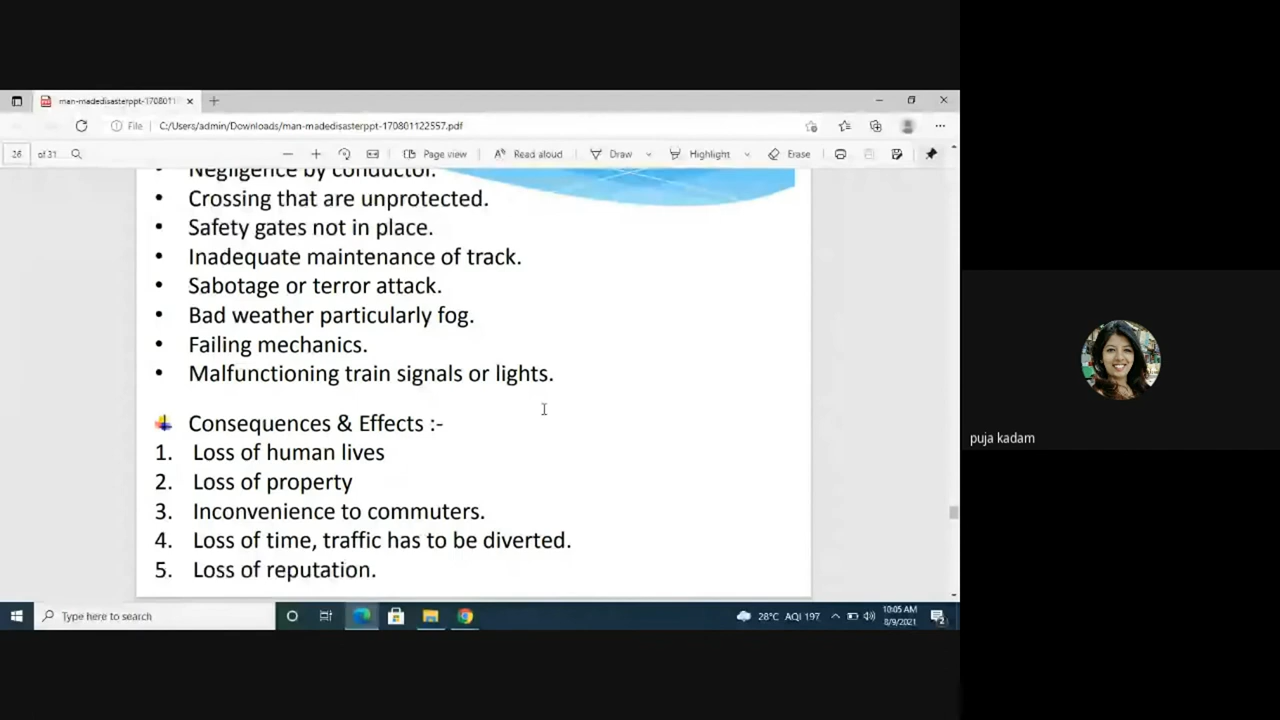 man-madedisasterppt-1708011
File
C:/Users/admin/Downloads/man-madedisasterppt-170801122557.pdf
26 of 31
Page view
Read aloud
Draw
Highlight
Erase
• Negligence by conductor.
• Crossing that are unprotected.
• Safety gates not in place.
• Inadequate maintenance of track.
• Sabotage or terror attack.
• Bad weather particularly fog.
• Failing mechanics.
• Malfunctioning train signals or lights.
Consequences & Effects :-
1. Loss of human lives
2. Loss of property
3. Inconvenience to commuters.
4. Loss of time, traffic has to be diverted.
5. Loss of reputation.
puja kadam
Type here to search
28°C AQI 197
10:05 AM
8/9/2021
2